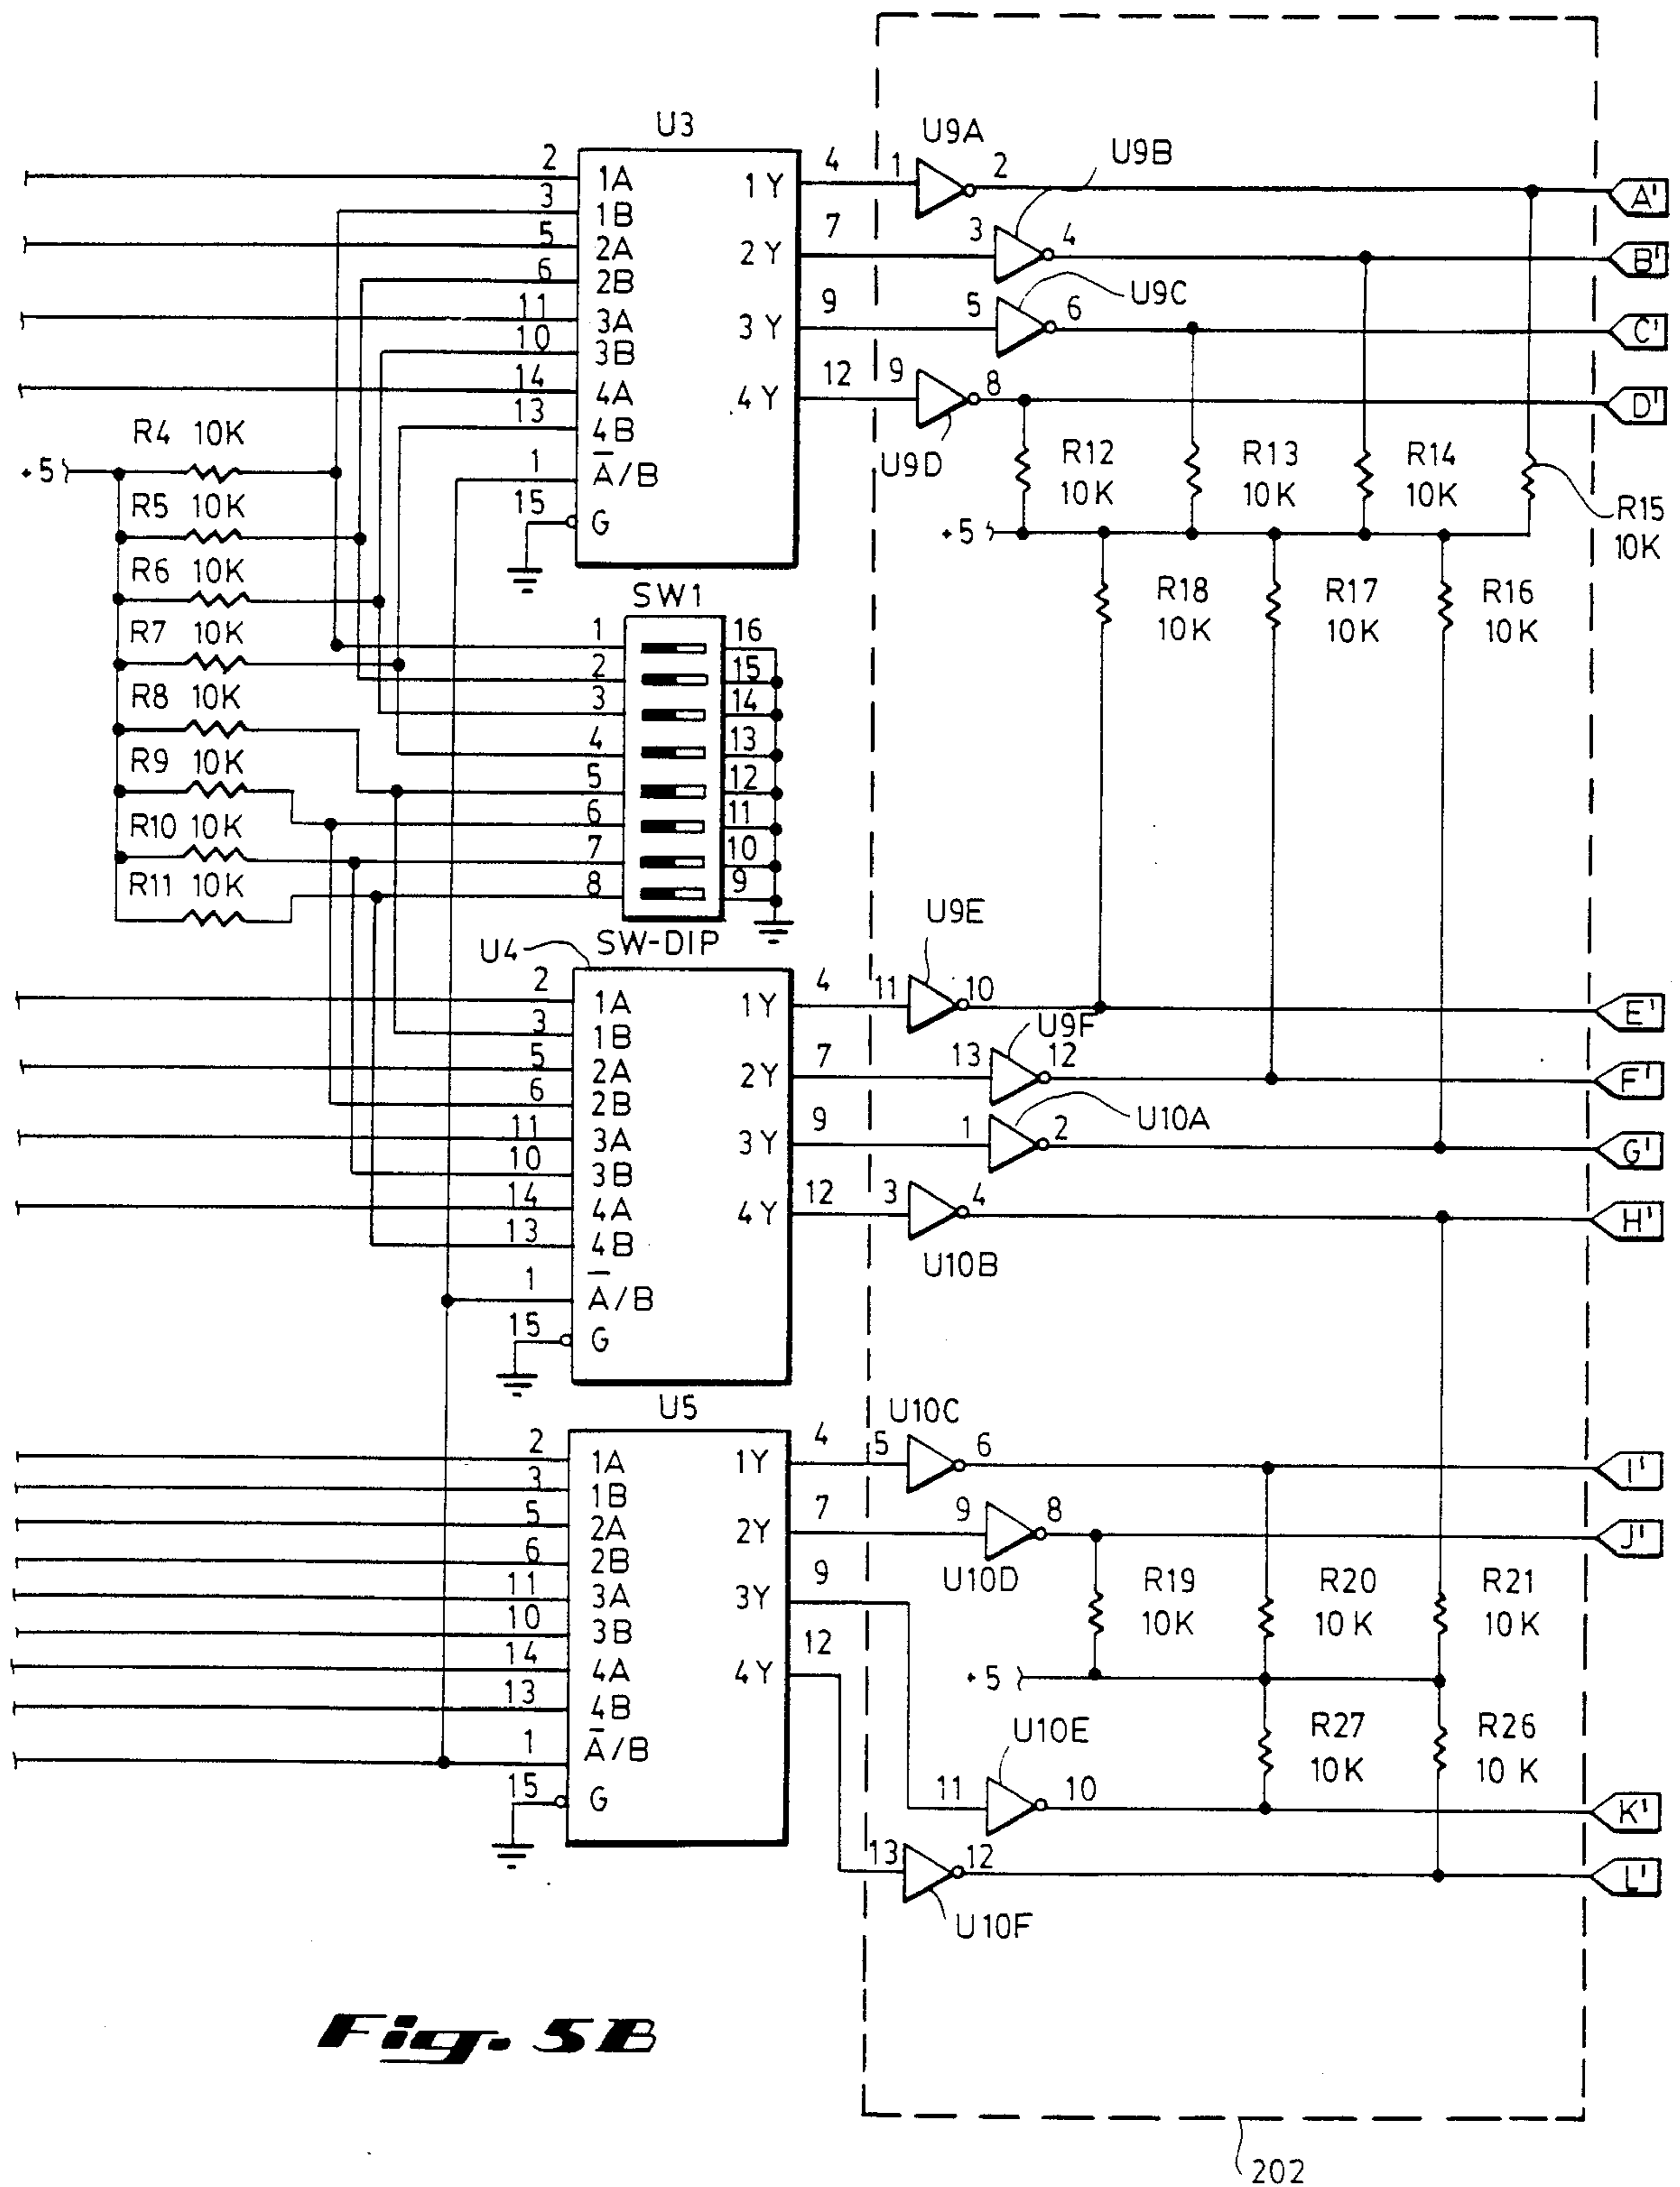 U3
2 1A 1Y 4
3 1B
5 2A 2Y 7
6 2B
11 3A 3Y 9
10 3B
14 4A 4Y 12
13 4B
1 A̅/B
15 G
1 U9A 2
3 U9B 4
5 U9C 6
9 U9D 8
A'
B'
C'
D'
+5
R4 10K
R5 10K
R6 10K
R7 10K
R8 10K
R9 10K
R10 10K
R11 10K
R12 10K
R13 10K
R14 10K
R15 10K
+5
R18 10K
R17 10K
R16 10K
SW1
1 16
2 15
3 14
4 13
5 12
6 11
7 10
8 9
SW-DIP
U4
2 1A 1Y 4
3 1B
5 2A 2Y 7
6 2B
11 3A 3Y 9
10 3B
14 4A 4Y 12
13 4B
1 A̅/B
15 G
11 U9E 10
13 U9F 12
1 U10A 2
3 U10B 4
E'
F'
G'
H'
U5
2 1A 1Y 4
3 1B
5 2A 2Y 7
6 2B
11 3A 3Y 9
10 3B
14 4A 4Y 12
13 4B
1 A̅/B
15 G
5 U10C 6
9 U10D 8
I'
J'
R19 10K
R20 10K
R21 10K
+5
R27 10K
R26 10K
11 U10E 10
13 U10F 12
K'
L'
Fig. 5B
202